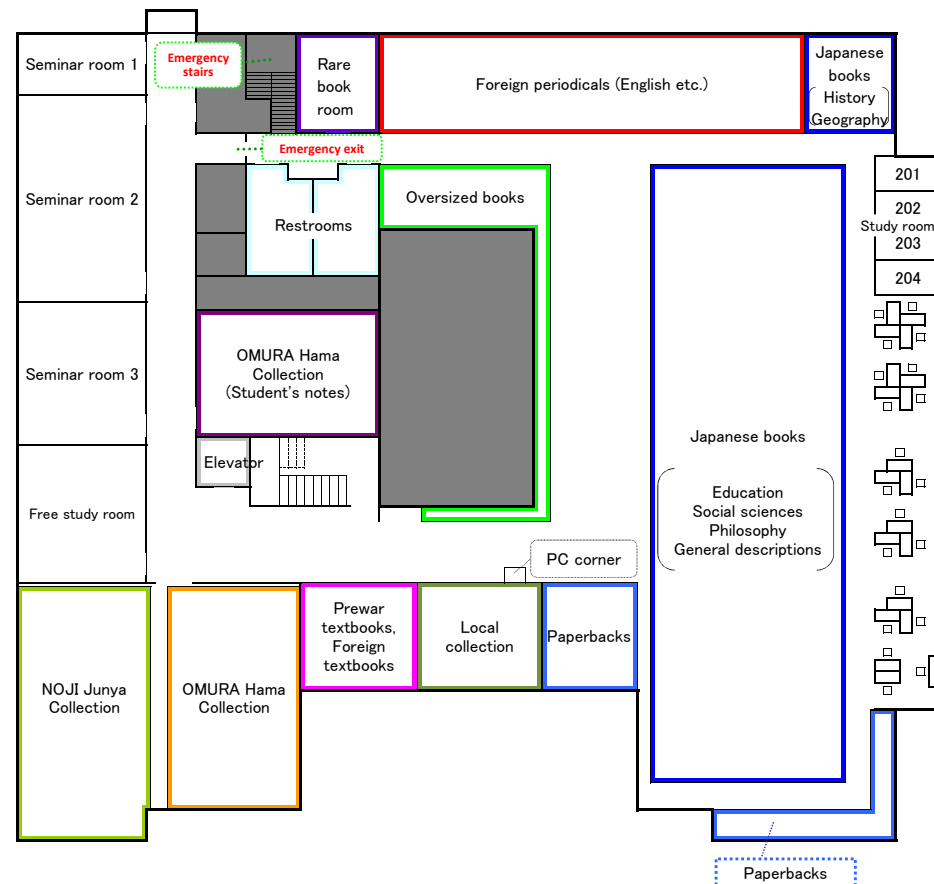 Seminar room 1
Emergency
stairs
Rare
book
room
Foreign periodicals (English etc.)
Japanese
books
History
Geography
Emergency exit
Seminar room 2
Restrooms
Oversized books
201
202
Study room
203
204
Seminar room 3
OMURA Hama
Collection
(Student's notes)
Elevator
Japanese books
Education
Social sciences
Philosophy
General descriptions
Free study room
PC corner
Prewar
textbooks,
Foreign
textbooks
Local
collection
Paperbacks
NOJI Junya
Collection
OMURA Hama
Collection
Paperbacks